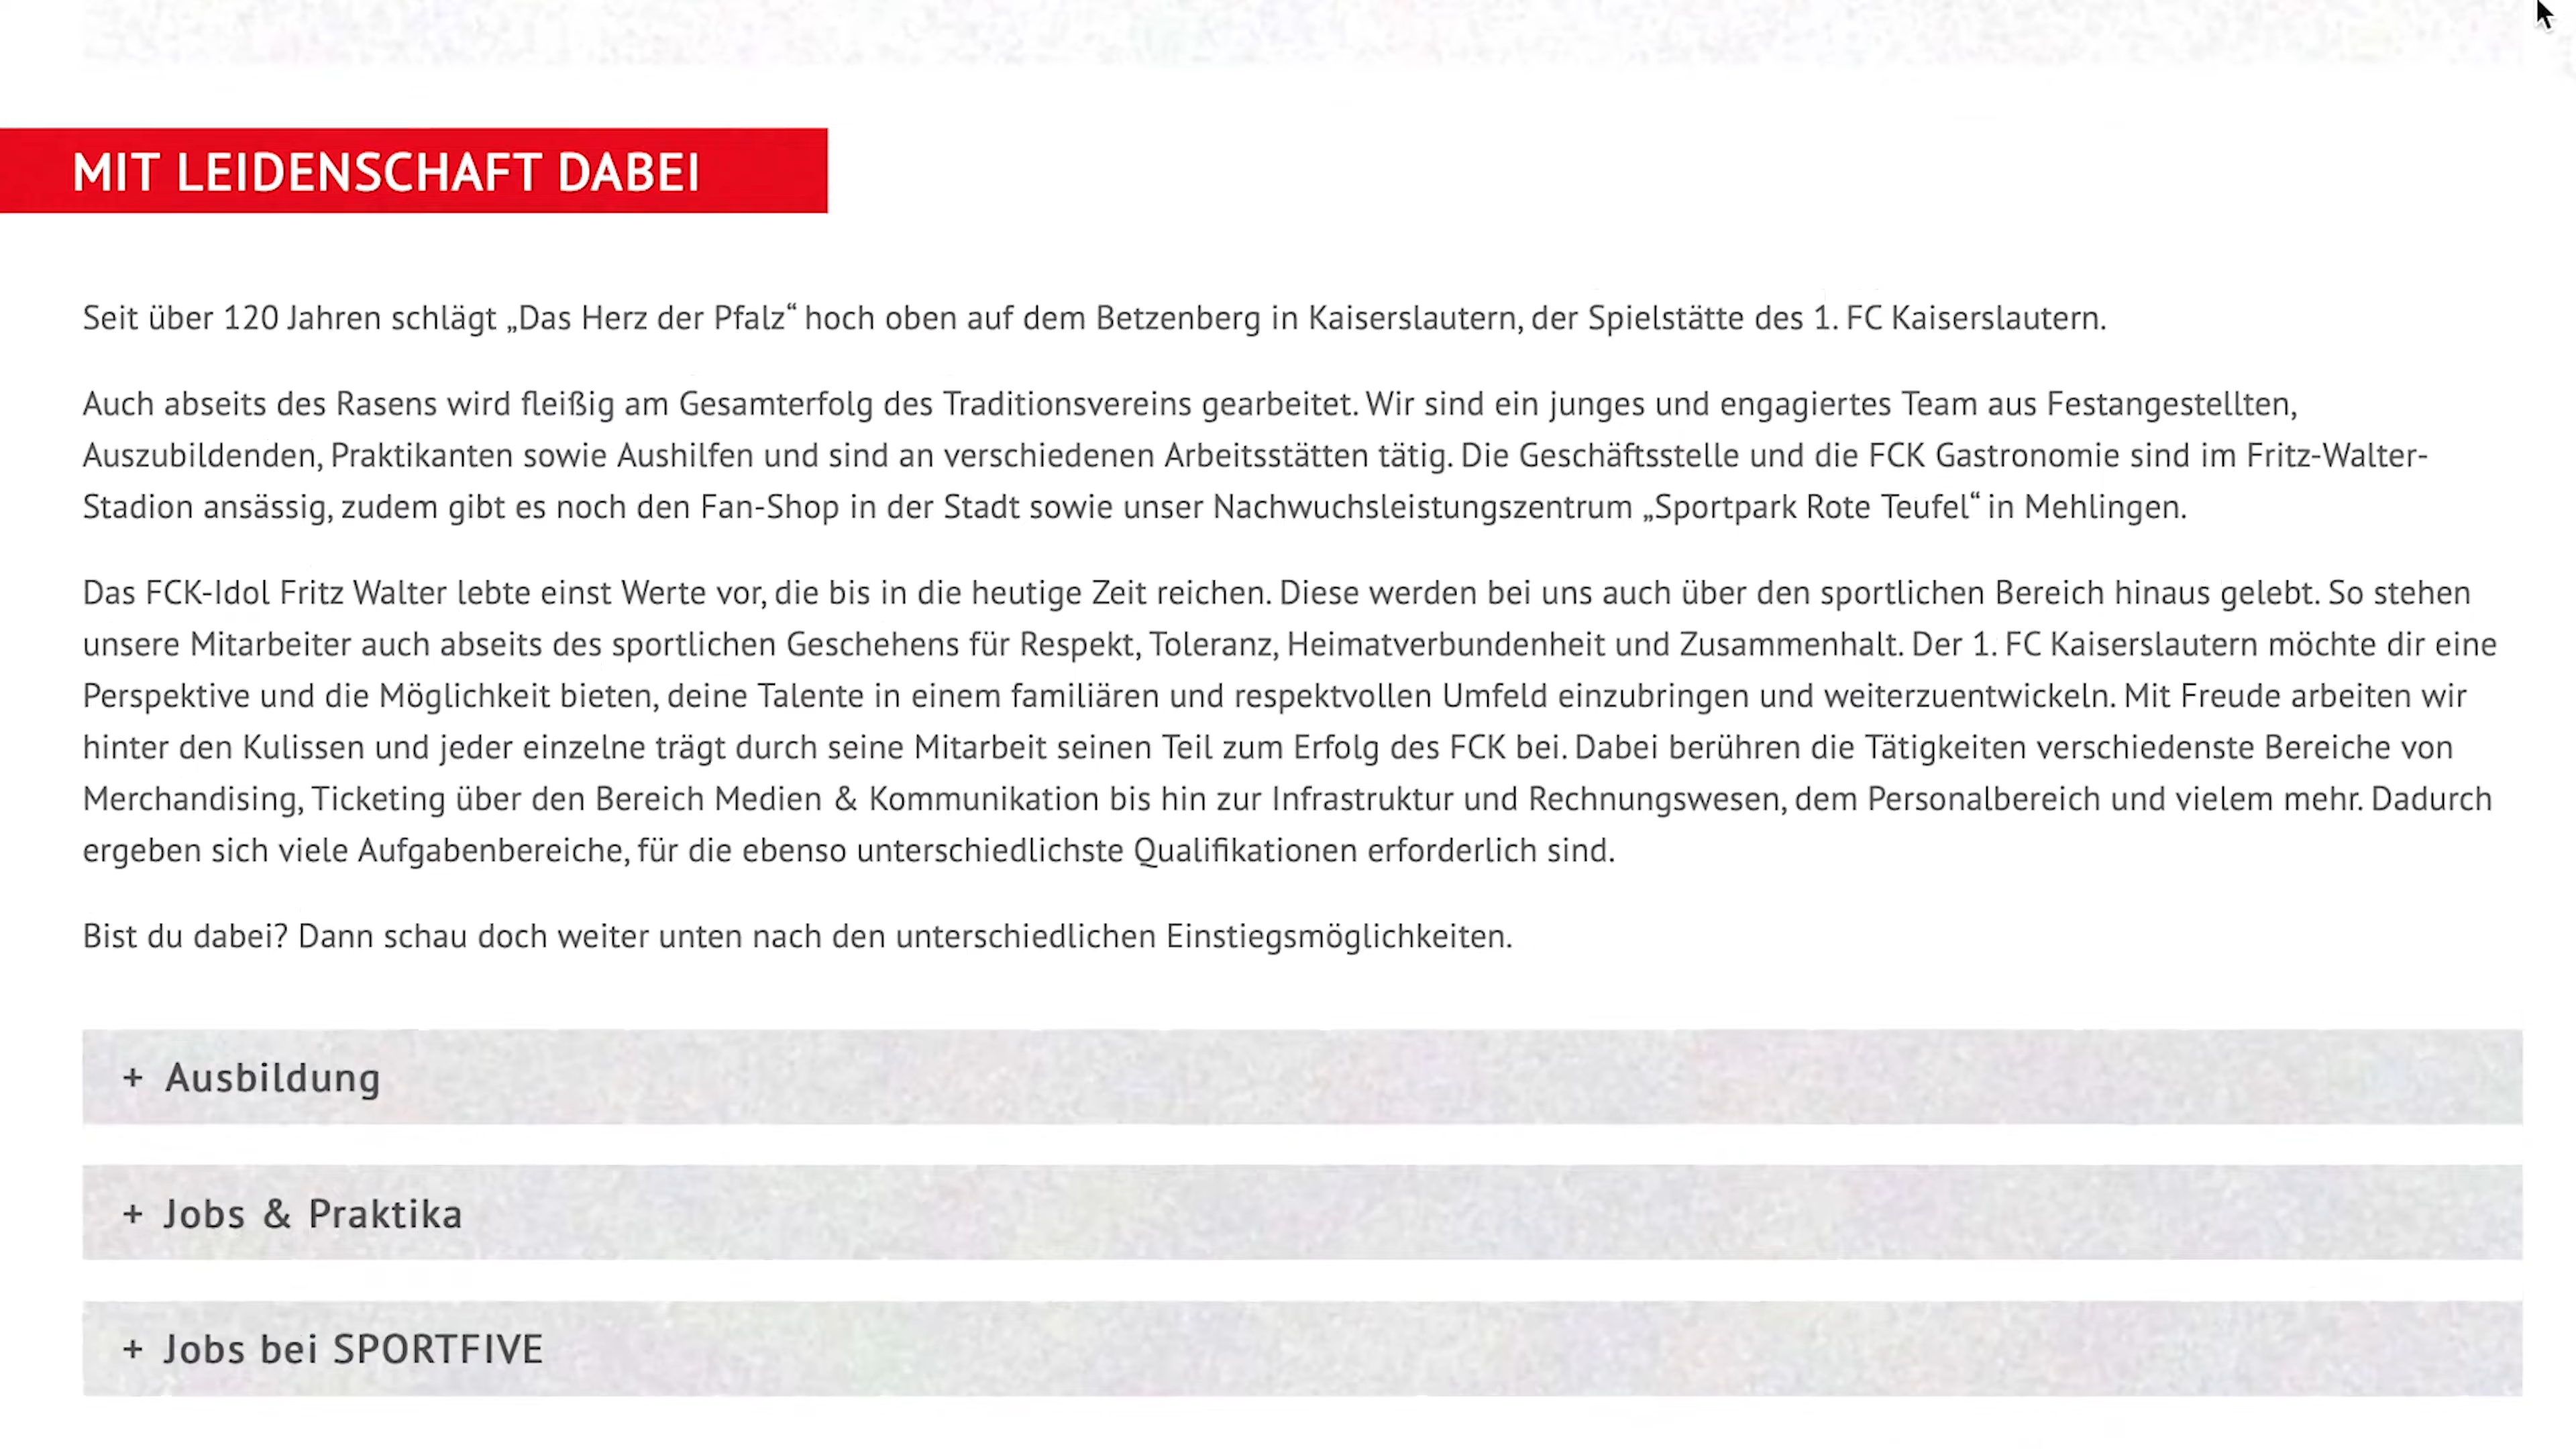 MIT LEIDENSCHAFT DABEI
Seit über 120 Jahren schlägt „Das Herz der Pfalz“ hoch oben auf dem Betzenberg in Kaiserslautern, der Spielstätte des 1. FC Kaiserslautern.
Auch abseits des Rasens wird fleißig am Gesamterfolg des Traditionsvereins gearbeitet. Wir sind ein junges und engagiertes Team aus Festangestellten,
Auszubildenden, Praktikanten sowie Aushilfen und sind an verschiedenen Arbeitsstätten tätig. Die Geschäftsstelle und die FCK Gastronomie sind im Fritz-Walter-
Stadion ansässig, zudem gibt es noch den Fan-Shop in der Stadt sowie unser Nachwuchsleistungszentrum „Sportpark Rote Teufel“ in Mehlingen.
Das FCK-Idol Fritz Walter lebte einst Werte vor, die bis in die heutige Zeit reichen. Diese werden bei uns auch über den sportlichen Bereich hinaus gelebt. So stehen
unsere Mitarbeiter auch abseits des sportlichen Geschehens für Respekt, Toleranz, Heimatverbundenheit und Zusammenhalt. Der 1. FC Kaiserslautern möchte dir eine
Perspektive und die Möglichkeit bieten, deine Talente in einem familiären und respektvollen Umfeld einzubringen und weiterzuentwickeln. Mit Freude arbeiten wir
hinter den Kulissen und jeder einzelne trägt durch seine Mitarbeit seinen Teil zum Erfolg des FCK bei. Dabei berühren die Tätigkeiten verschiedenste Bereiche von
Merchandising, Ticketing über den Bereich Medien & Kommunikation bis hin zur Infrastruktur und Rechnungswesen, dem Personalbereich und vielem mehr. Dadurch
ergeben sich viele Aufgabenbereiche, für die ebenso unterschiedlichste Qualifikationen erforderlich sind.
Bist du dabei? Dann schau doch weiter unten nach den unterschiedlichen Einstiegsmöglichkeiten.
+ Ausbildung
+ Jobs & Praktika
+ Jobs bei SPORTFIVE